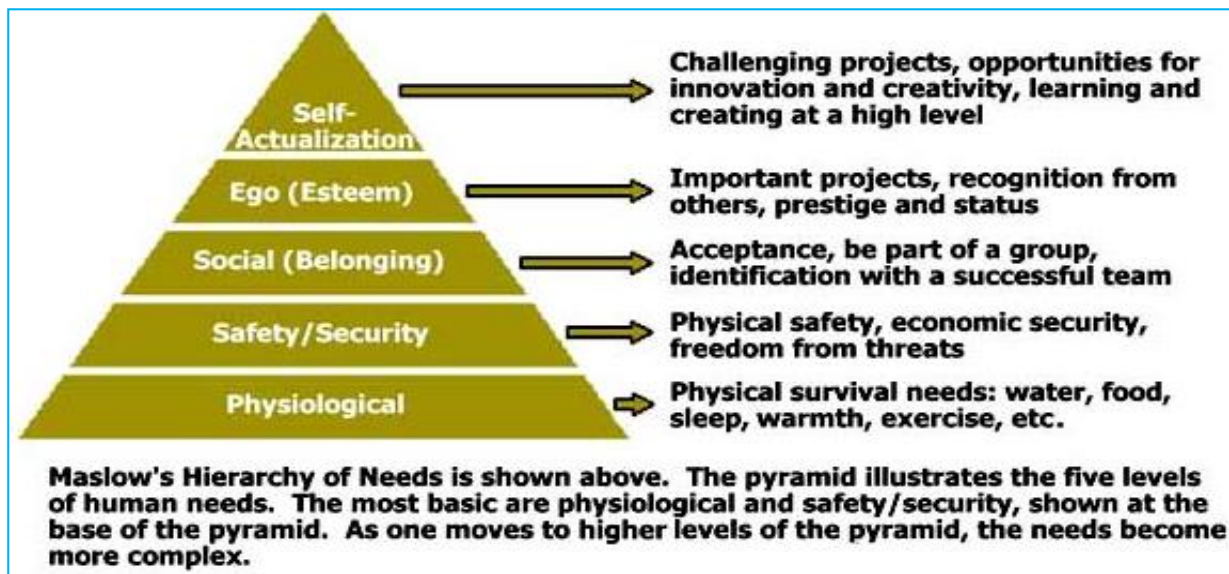 Self-
Actualization
Challenging projects, opportunities for
innovation and creativity, learning and
creating at a high level
Ego (Esteem)
Important projects, recognition from
others, prestige and status
Social (Belonging)
Acceptance, be part of a group,
identification with a successful team
Safety/Security
Physical safety, economic security,
freedom from threats
Physiological
Physical survival needs: water, food,
sleep, warmth, exercise, etc.
Maslow's Hierarchy of Needs is shown above. The pyramid illustrates the five levels
of human needs. The most basic are physiological and safety/security, shown at the
base of the pyramid. As one moves to higher levels of the pyramid, the needs become
more complex.